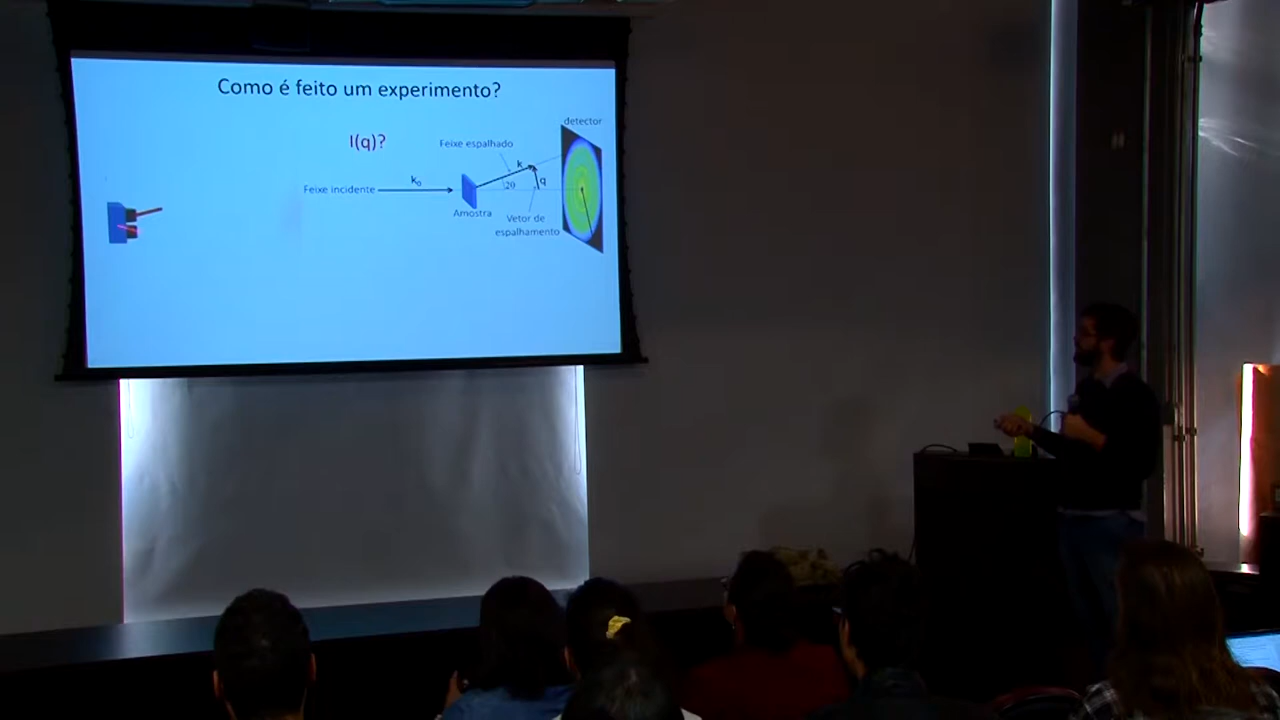 Como é feito um experimento?
I(q)?
detector
Feixe espalhado
k
Feixe incidente
k₀
2θ
q
Amostra
Vetor de
espalhamento